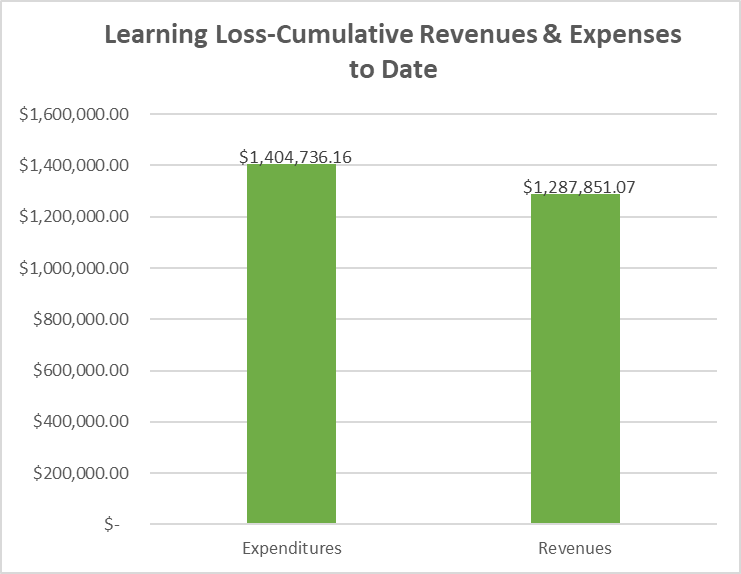 Learning Loss-Cumulative Revenues & Expenses
to Date
$1,600,000.00
$1,400,000.00
$1,200,000.00
$1,000,000.00
$800,000.00
$600,000.00
$400,000.00
$200,000.00
$-
$1,404,736.16
$1,287,851.07
Expenditures
Revenues